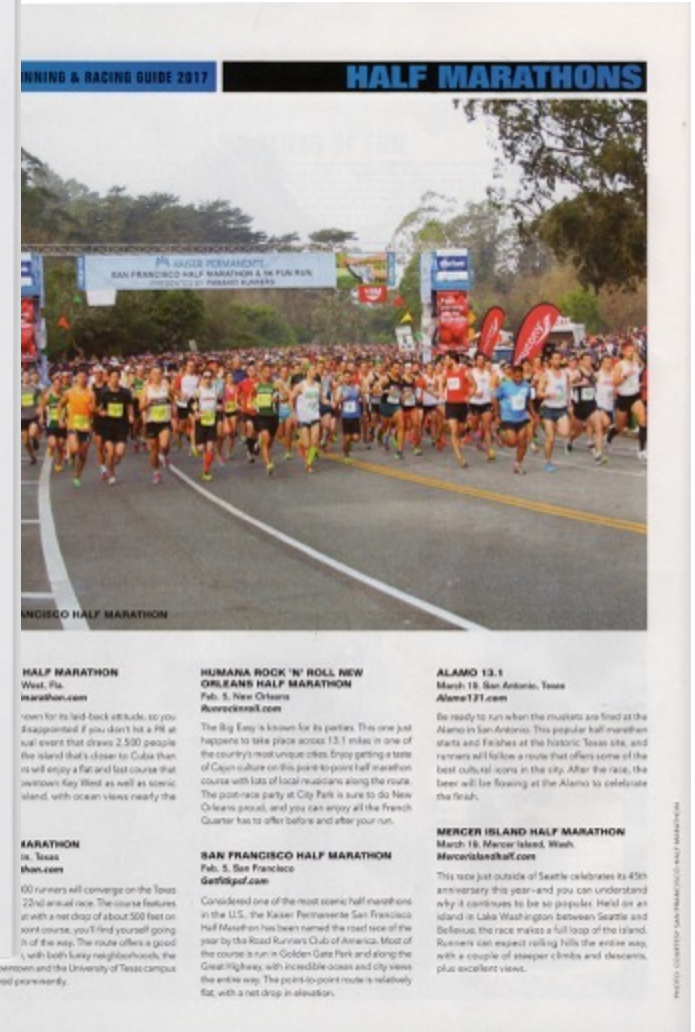 NNING & RACING GUIDE 2017
HALF MARATHONS
KAISER PERMANENTE
SAN FRANCISCO HALF MARATHON & 5K FUN RUN
PRESENTED BY PAMAKID RUNNERS
saucony
ANCISCO HALF MARATHON
HALF MARATHON
West, Fla.
marathon.com
nown for its laid-back attitude, so you
disappointed if you don't hit a PR at
ual event that draws 2,500 people
the island that's closer to Cuba than
rs will enjoy a flat and fast course that
owntown Key West as well as scenic
island, with ocean views nearly the
MARATHON
in, Texas
thon.com
00 runners will converge on the Texas
22nd annual race. The course features
ut with a net drop of about 500 feet on
point course, you'll find yourself going
h of the way. The route offers a good
, with both funky neighborhoods, the
owntown and the University of Texas campus
red prominently.
HUMANA ROCK 'N' ROLL NEW
ORLEANS HALF MARATHON
Feb. 5, New Orleans
Runrocknroll.com
The Big Easy is known for its parties. This one just
happens to take place across 13.1 miles in one of
the country's most unique cities. Enjoy getting a taste
of Cajun culture on this point-to-point half marathon
course with lots of local musicians along the route.
The post-race party at City Park is sure to do New
Orleans proud, and you can enjoy all the French
Quarter has to offer before and after your run.
SAN FRANCISCO HALF MARATHON
Feb. 5, San Francisco
Getfitkpsf.com
Considered one of the most scenic half marathons
in the U.S., the Kaiser Permanente San Francisco
Half Marathon has been named the road race of the
year by the Road Runners Club of America. Most of
the course is run in Golden Gate Park and along the
Great Highway, with incredible ocean and city views
the entire way. The point-to-point route is relatively
flat, with a net drop in elevation.
ALAMO 13.1
March 19, San Antonio, Texas
Alamo131.com
Be ready to run when the muskets are fired at the
Alamo in San Antonio. This popular half marathon
starts and finishes at the historic Texas site, and
runners will follow a route that offers some of the
best cultural icons in the city. After the race, the
beer will be flowing at the Alamo to celebrate
the finish.
MERCER ISLAND HALF MARATHON
March 19, Mercer Island, Wash.
Mercerislandhalf.com
This race just outside of Seattle celebrates its 45th
anniversary this year–and you can understand
why it continues to be so popular. Held on an
island in Lake Washington between Seattle and
Bellevue, the race makes a full loop of the island.
Runners can expect rolling hills the entire way,
with a couple of steeper climbs and descents,
plus excellent views.
PHOTO: COURTESY SAN FRANCISCO HALF MARATHON